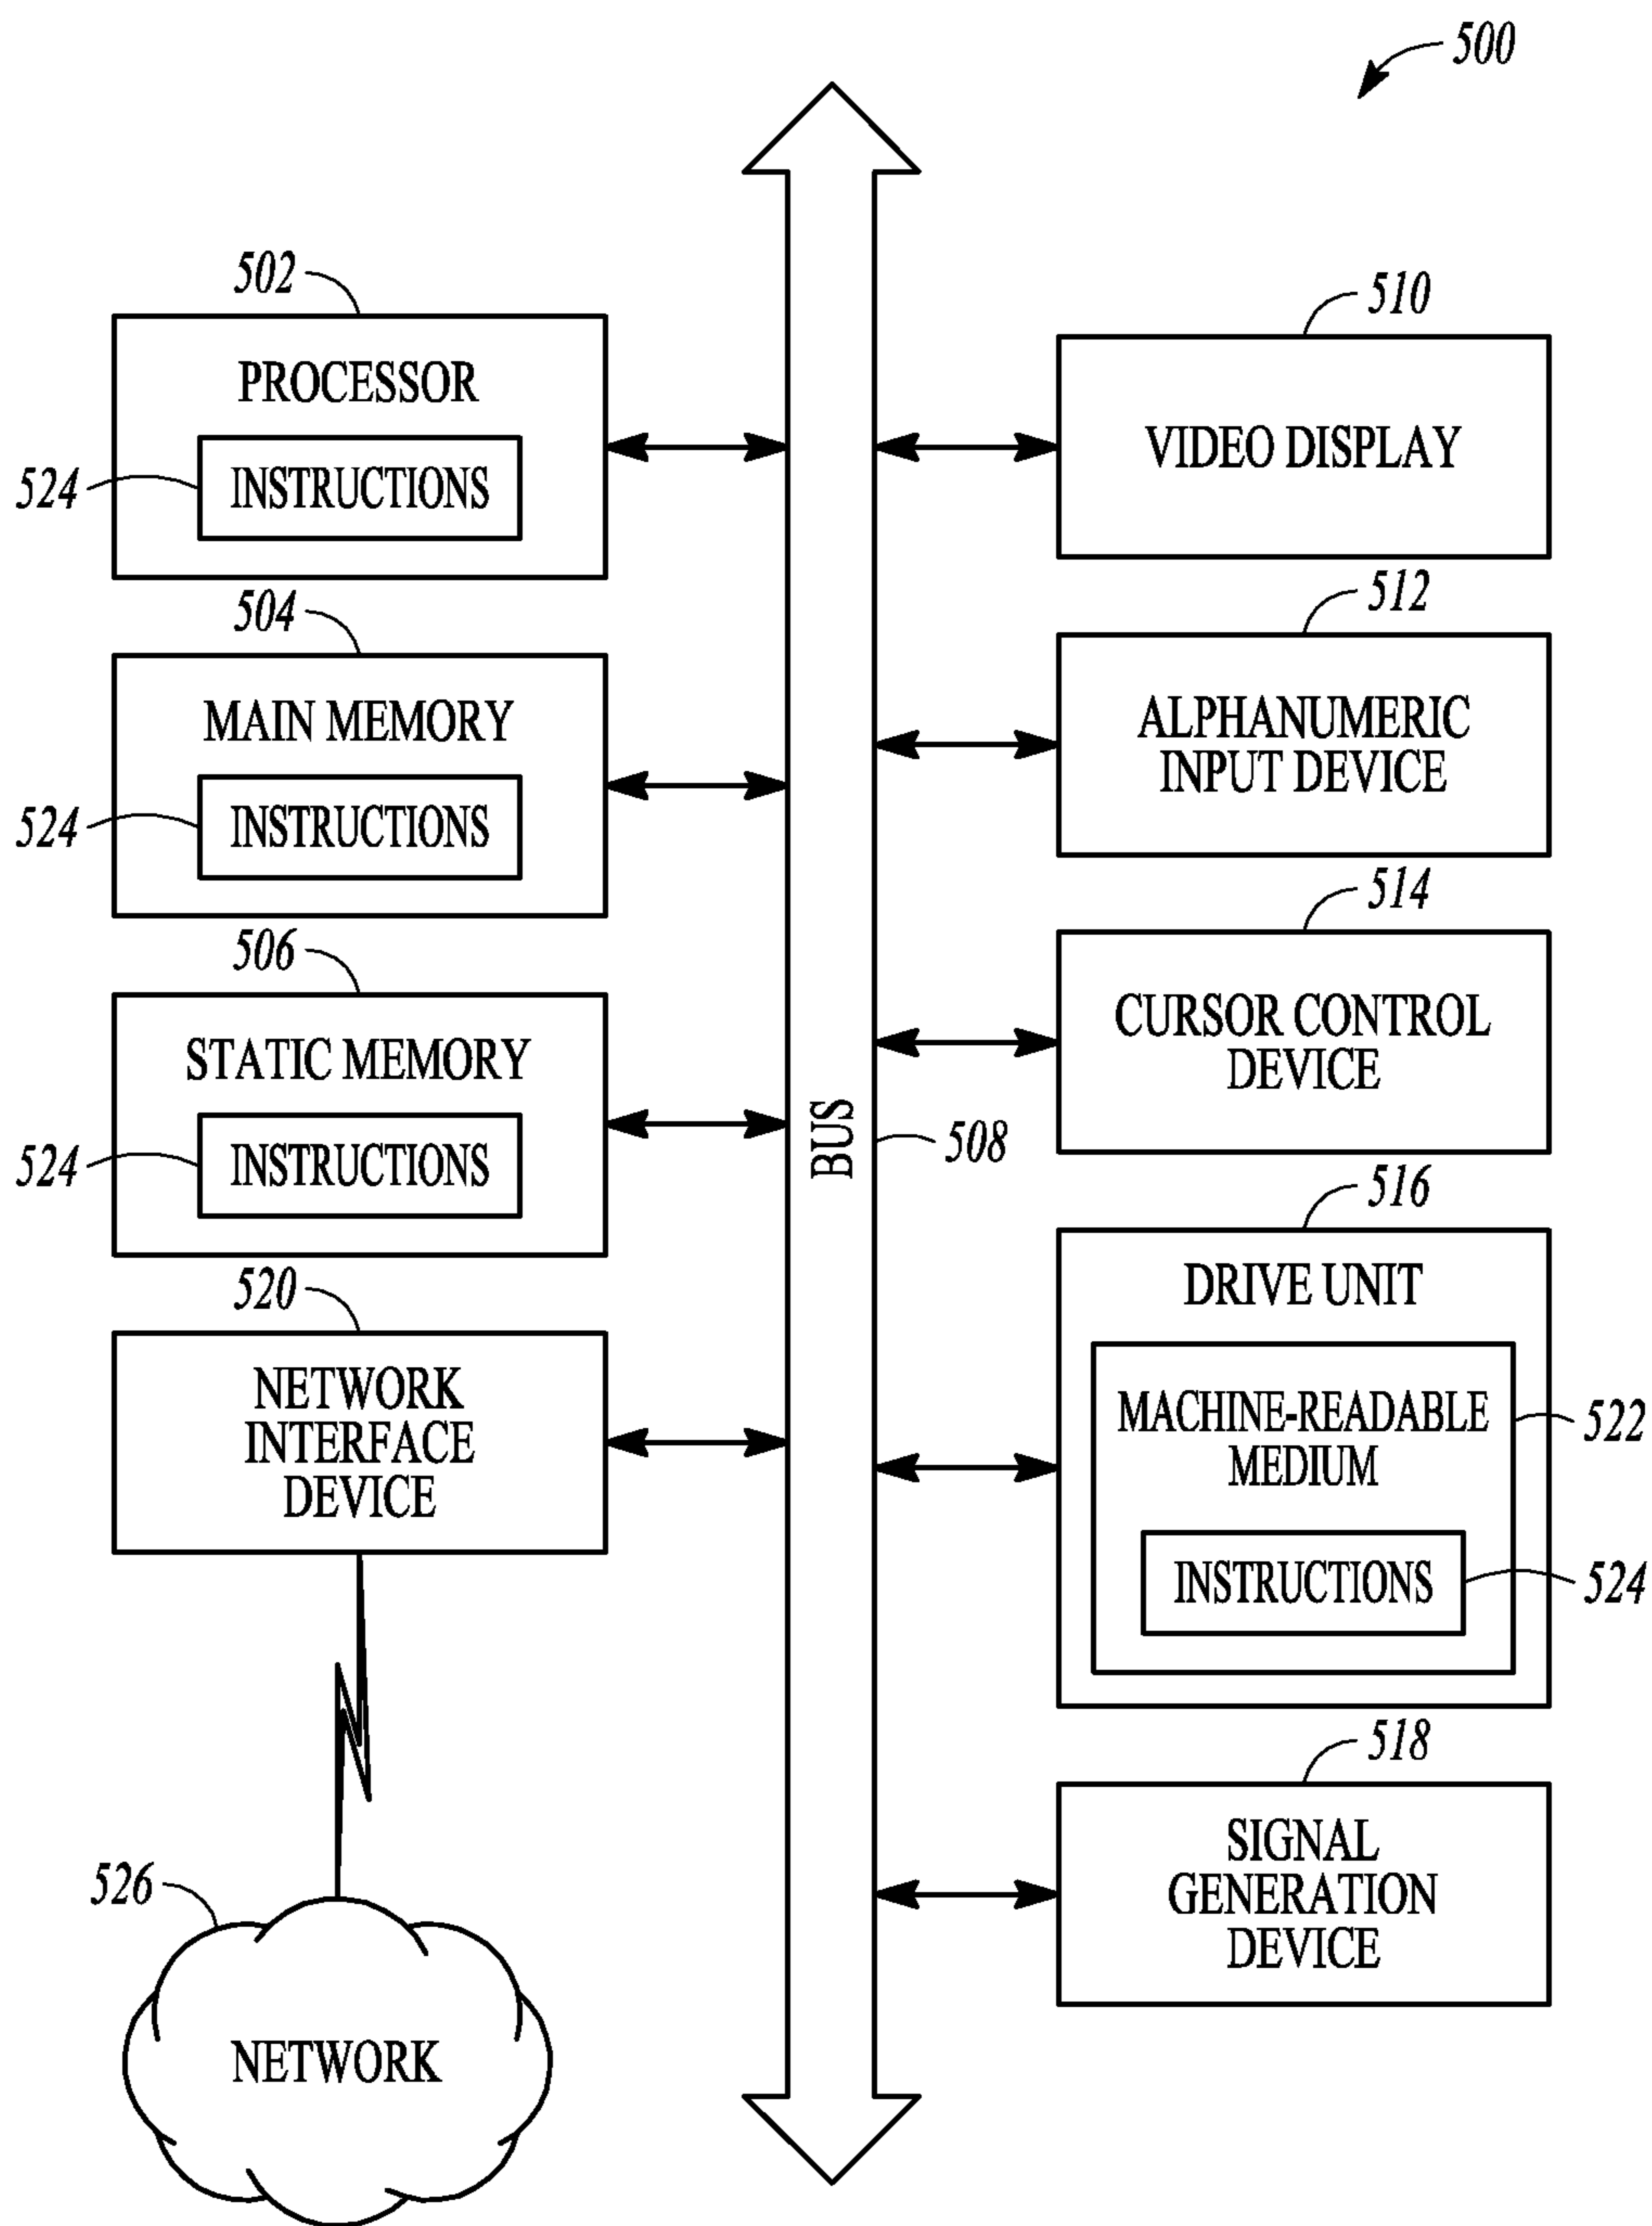 500
502
PROCESSOR
524
INSTRUCTIONS
504
MAIN MEMORY
524
INSTRUCTIONS
506
STATIC MEMORY
524
INSTRUCTIONS
520
NETWORK
INTERFACE
DEVICE
526
NETWORK
BUS
508
510
VIDEO DISPLAY
512
ALPHANUMERIC
INPUT DEVICE
514
CURSOR CONTROL
DEVICE
516
DRIVE UNIT
MACHINE-READABLE
MEDIUM
522
INSTRUCTIONS
524
518
SIGNAL
GENERATION
DEVICE